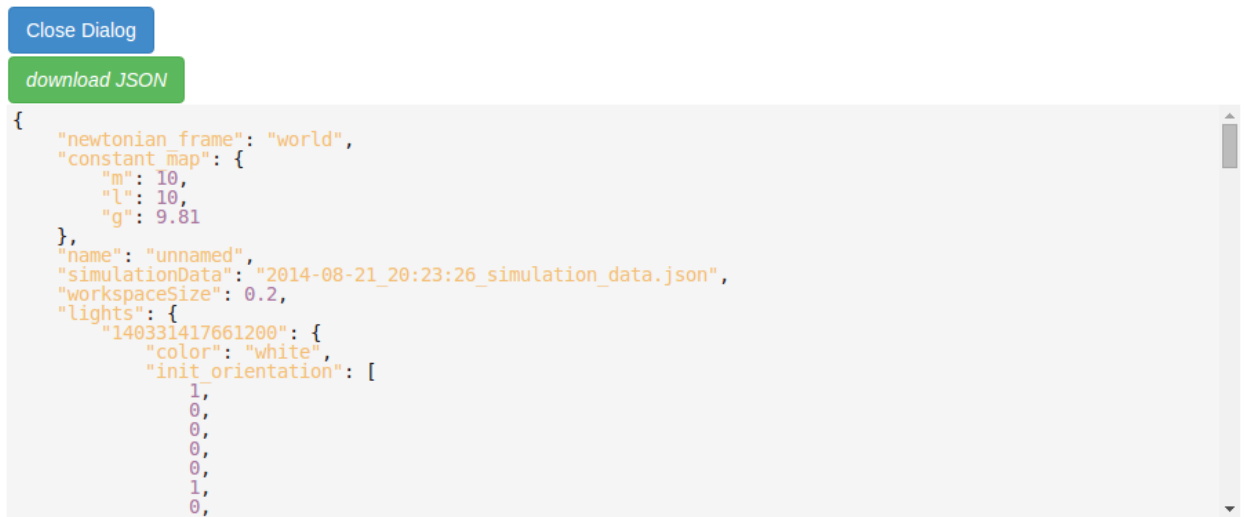 Close Dialog
download JSON
{
    "newtonian_frame": "world",
    "constant_map": {
        "m": 10,
        "l": 10,
        "g": 9.81
    },
    "name": "unnamed",
    "simulationData": "2014-08-21_20:23:26_simulation_data.json",
    "workspaceSize": 0.2,
    "lights": {
        "140331417661200": {
            "color": "white",
            "init_orientation": [
                1,
                0,
                0,
                0,
                0,
                1,
                0,